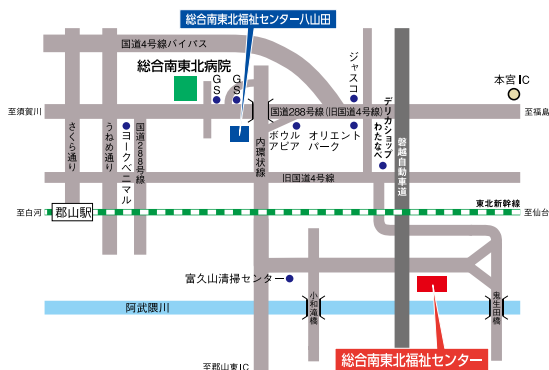 総合南東北福祉センター八山田
国道4号線バイパス
総合南東北病院
GS
GS
ジャスコ
本宮IC
至須賀川
国道288号線(旧国道4号線)
至福島
さくら通り
うねめ通り
ヨークベニマル
国道288号線
内環状線
ボウルアピア
オリエントパーク
デリカショップわたなべ
磐越自動車道
旧国道4号線
東北新幹線
至白河
郡山駅
至仙台
富久山清掃センター
小和滝橋
鬼生田橋
阿武隈川
総合南東北福祉センター
至郡山東IC